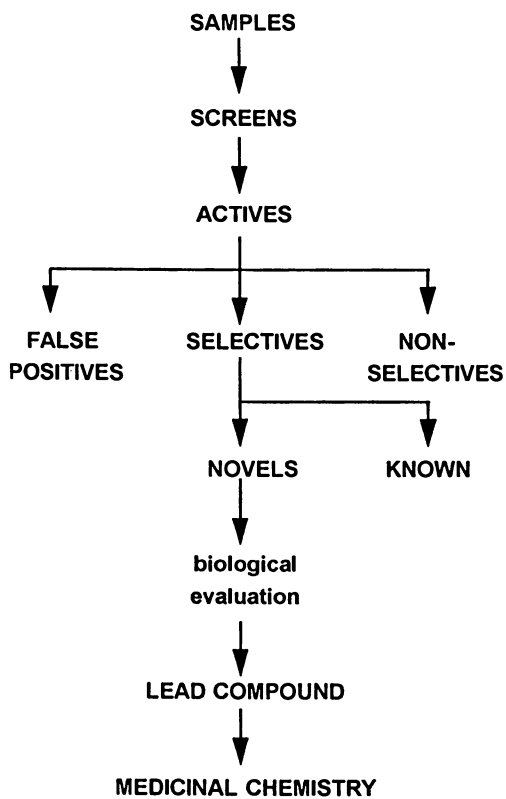 SAMPLES
SCREENS
ACTIVES
FALSE POSITIVES
SELECTIVES
NON-
SELECTIVES
NOVELS
KNOWN
biological
evaluation
LEAD COMPOUND
MEDICINAL CHEMISTRY